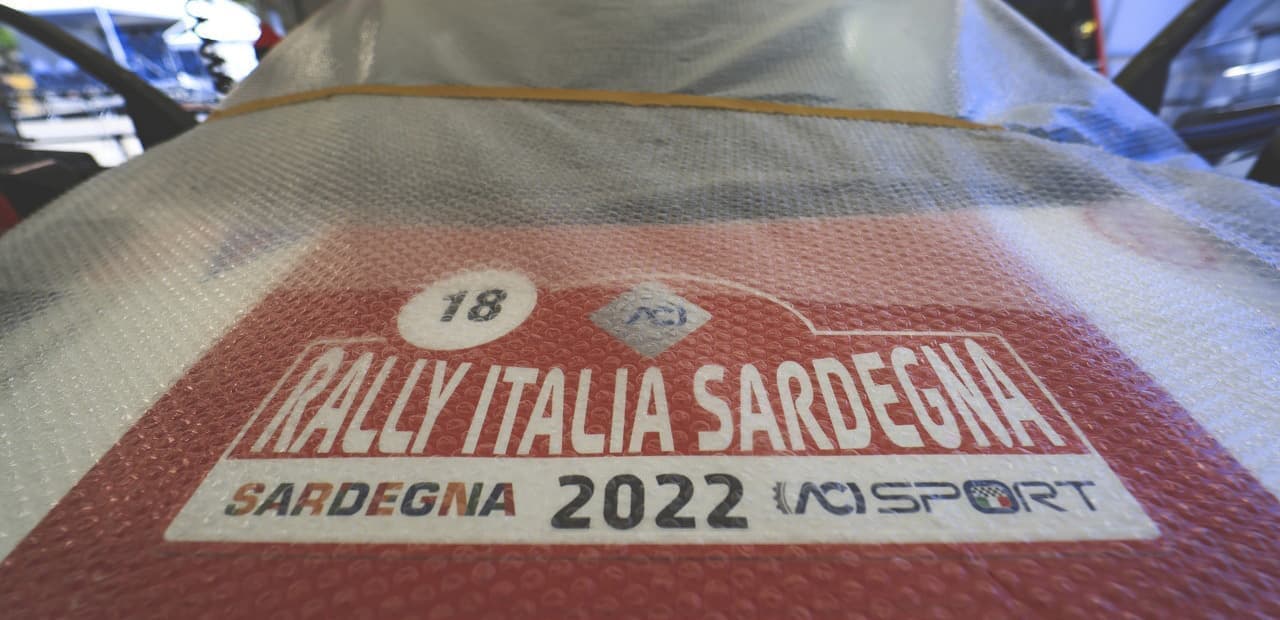 18
ACI
RALLY ITALIA SARDEGNA
SARDEGNA 2022 ACI SPORT